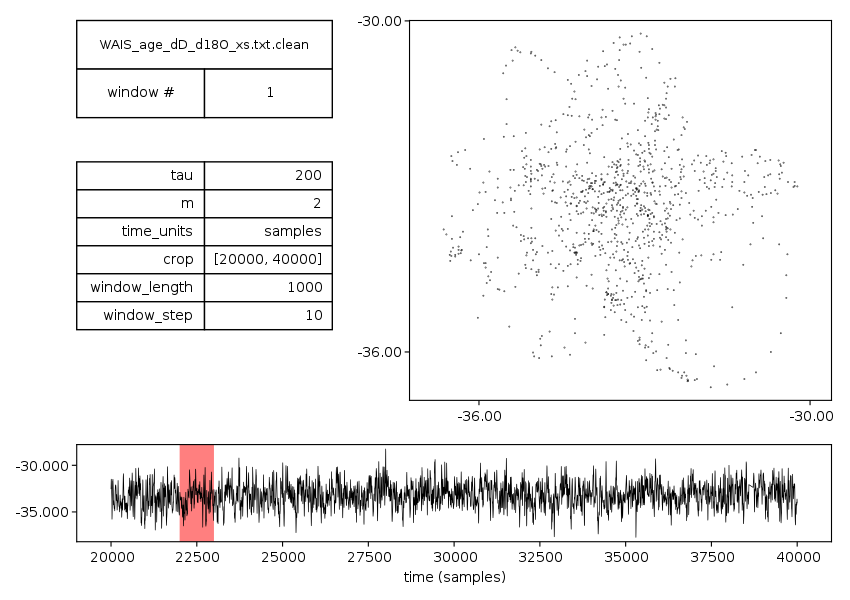 WAIS_age_dD_d18O_xs.txt.clean
window # 1
tau 200
m 2
time_units samples
crop [20000, 40000]
window_length 1000
window_step 10
-30.00
-36.00
-36.00 -30.00
-30.000
-35.000
20000 22500 25000 27500 30000 32500 35000 37500 40000
time (samples)